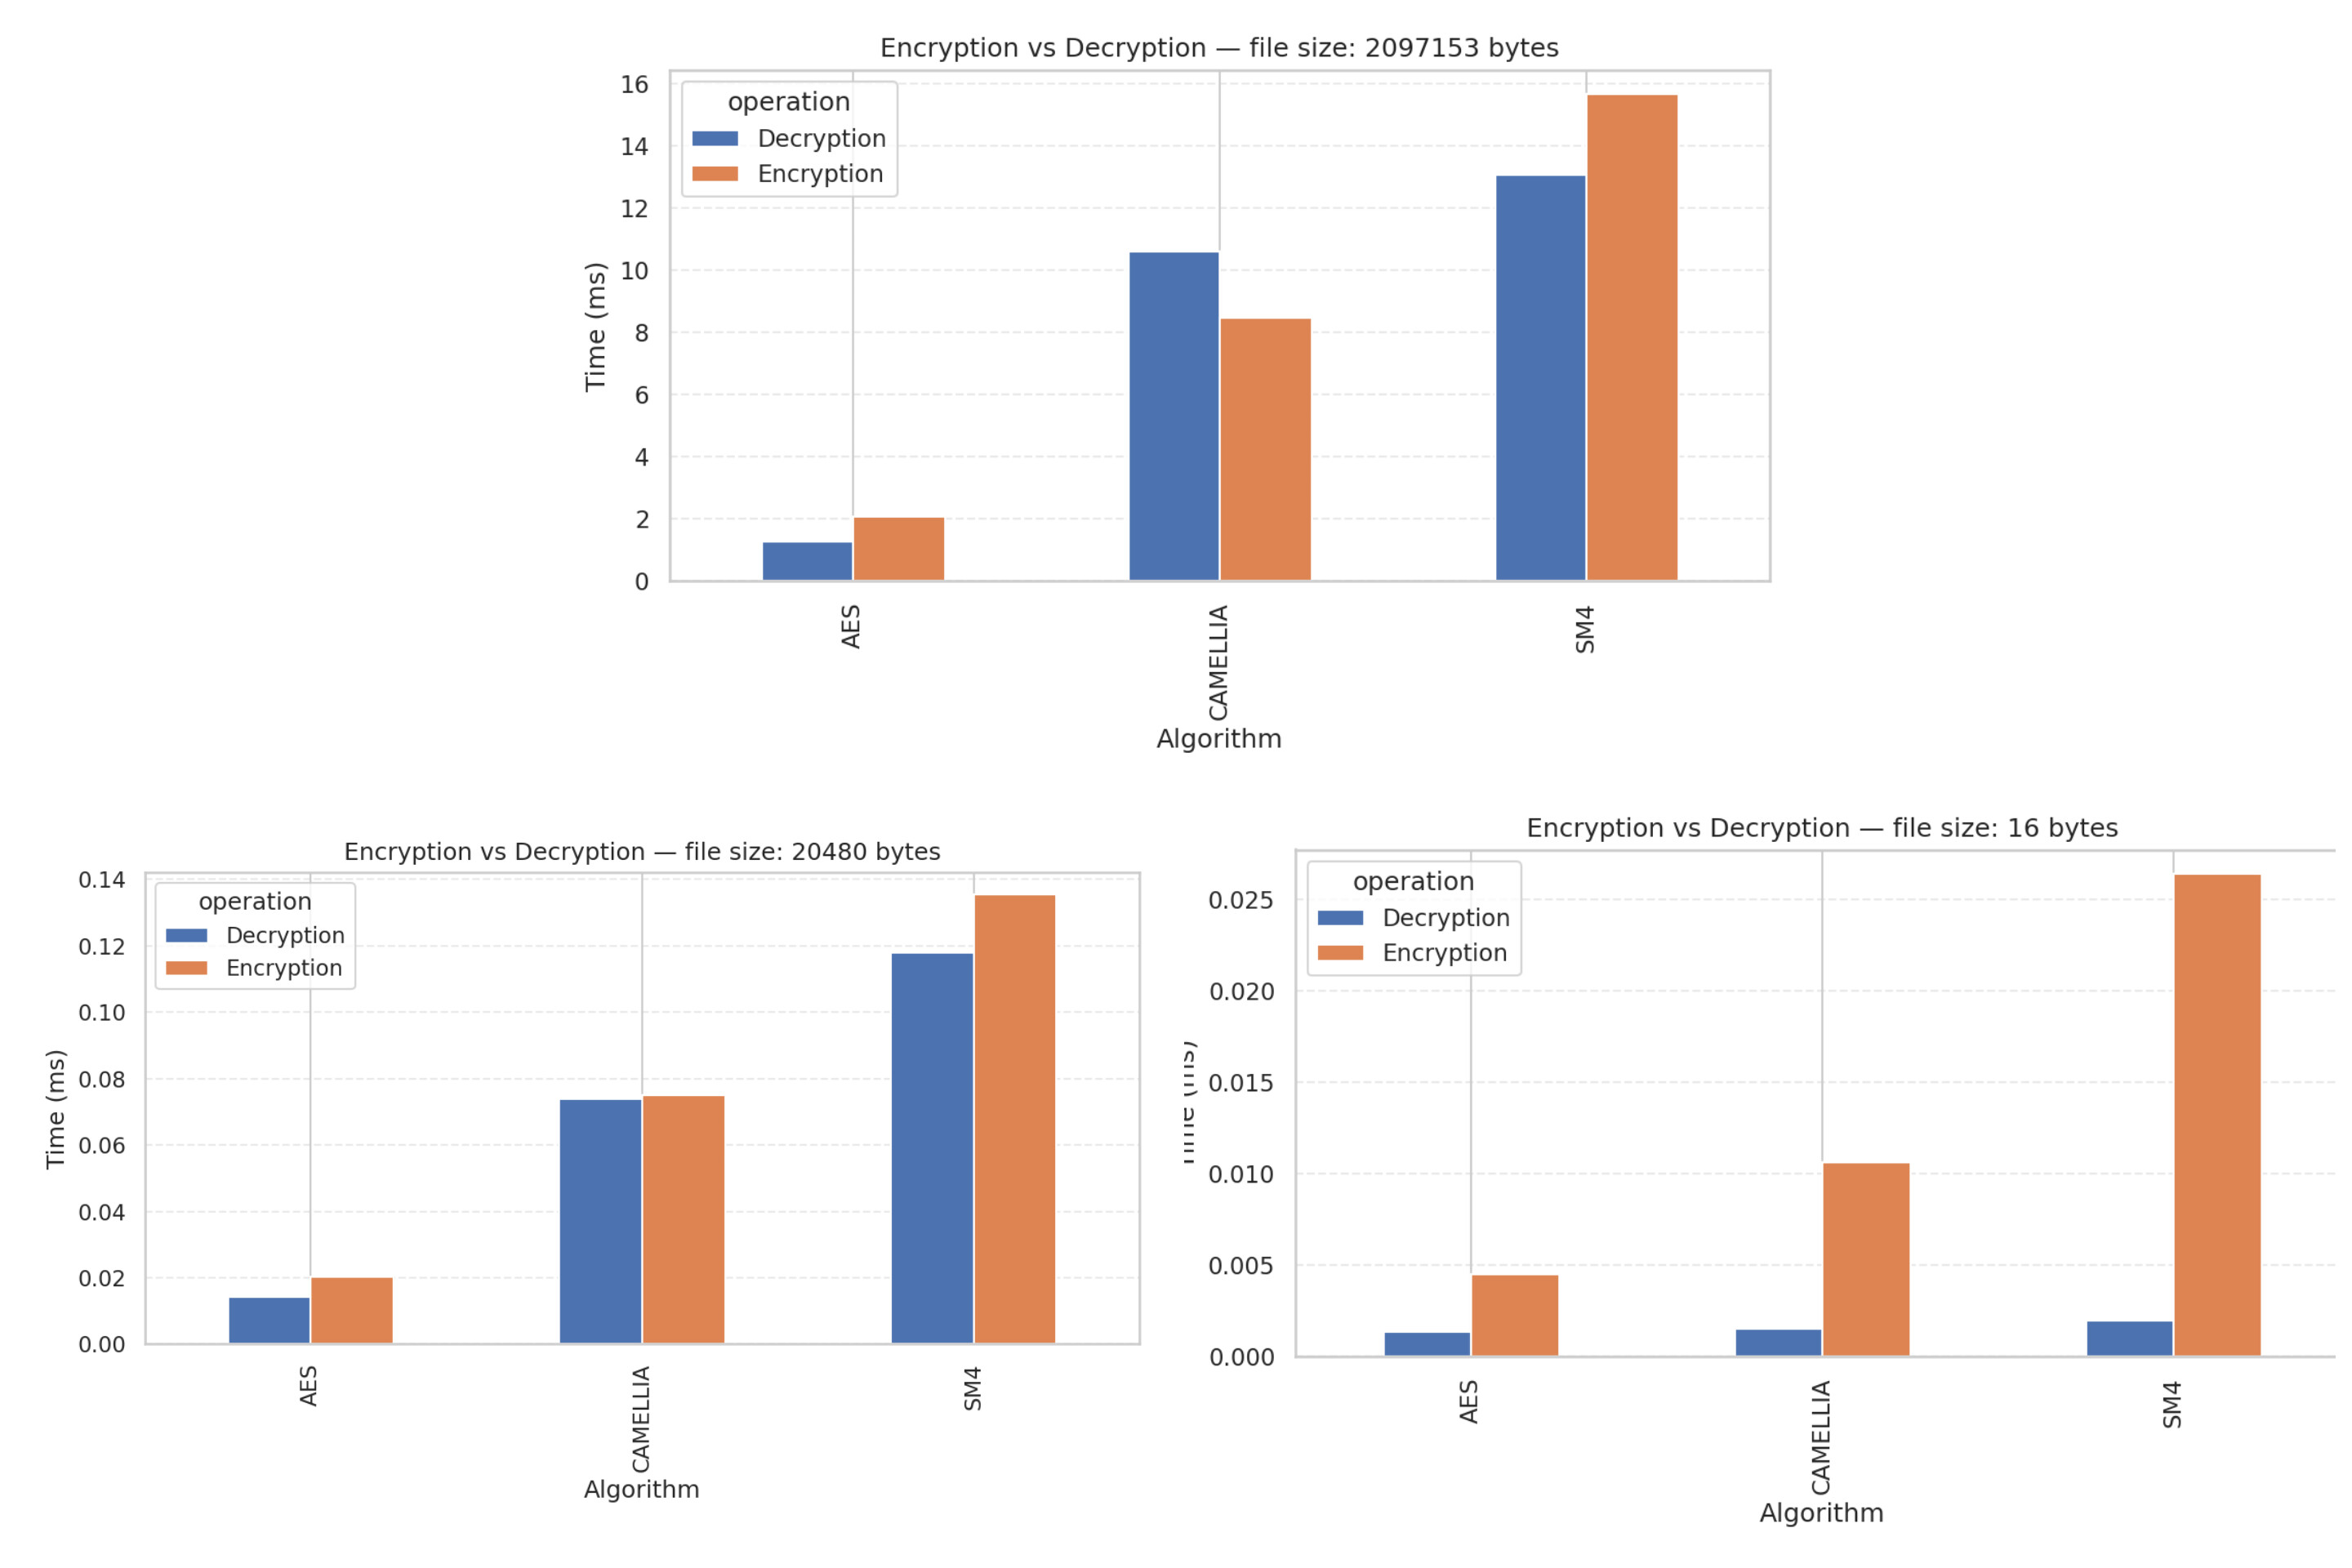 Encryption vs Decryption — file size: 2097153 bytes
operation
Decryption
Encryption
16
14
12
10
8
6
4
2
0
Time (ms)
AES
CAMELLIA
SM4
Algorithm
Encryption vs Decryption — file size: 20480 bytes
operation
Decryption
Encryption
0.14
0.12
0.10
0.08
0.06
0.04
0.02
0.00
Time (ms)
AES
CAMELLIA
SM4
Algorithm
Encryption vs Decryption — file size: 16 bytes
operation
Decryption
Encryption
0.025
0.020
0.015
0.010
0.005
0.000
Time (ms)
AES
CAMELLIA
SM4
Algorithm